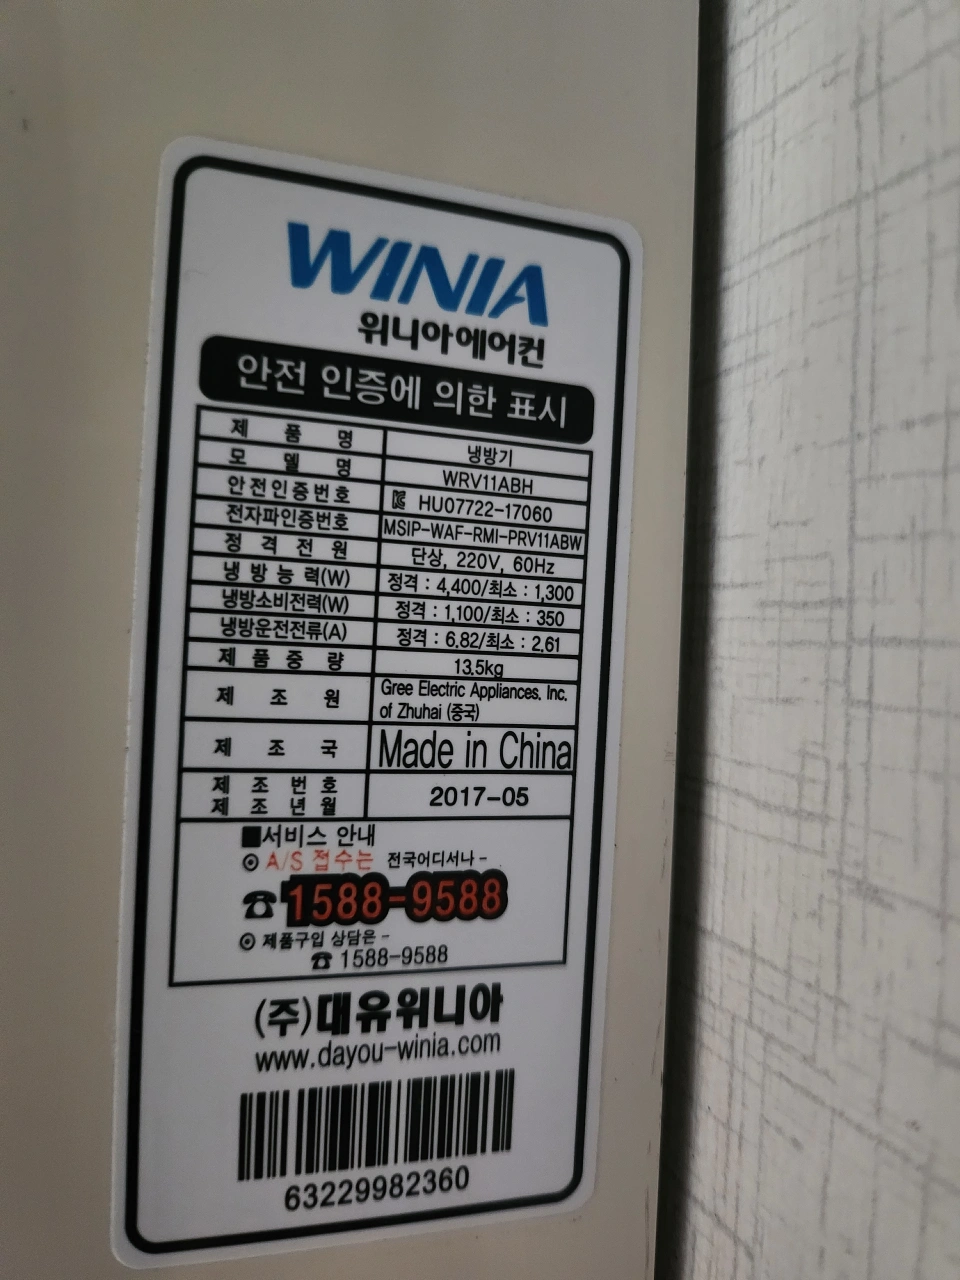 WINIA
위니아에어컨
안전 인증에 의한 표시
제품명 냉방기
모델명 WRV11ABH
안전인증번호 HU07722-17060
전자파인증번호 MSIP-WAF-RMI-PRV11ABW
정격전원 단상, 220V, 60Hz
냉방능력(W) 정격 : 4,400/최소 : 1,300
냉방소비전력(W) 정격 : 1,100/최소 : 350
냉방운전전류(A) 정격 : 6.82/최소 : 2.61
제품중량 13.5kg
제조원 Gree Electric Appliances. Inc.
of Zhuhai (중국)
제조국 Made in China
제조번호
제조년월 2017-05
■서비스 안내
◎ A/S 접수는 전국어디서나 -
☎ 1588-9588
◎ 제품구입 상담은 -
☎ 1588-9588
(주)대유위니아
www.dayou-winia.com
63229982360